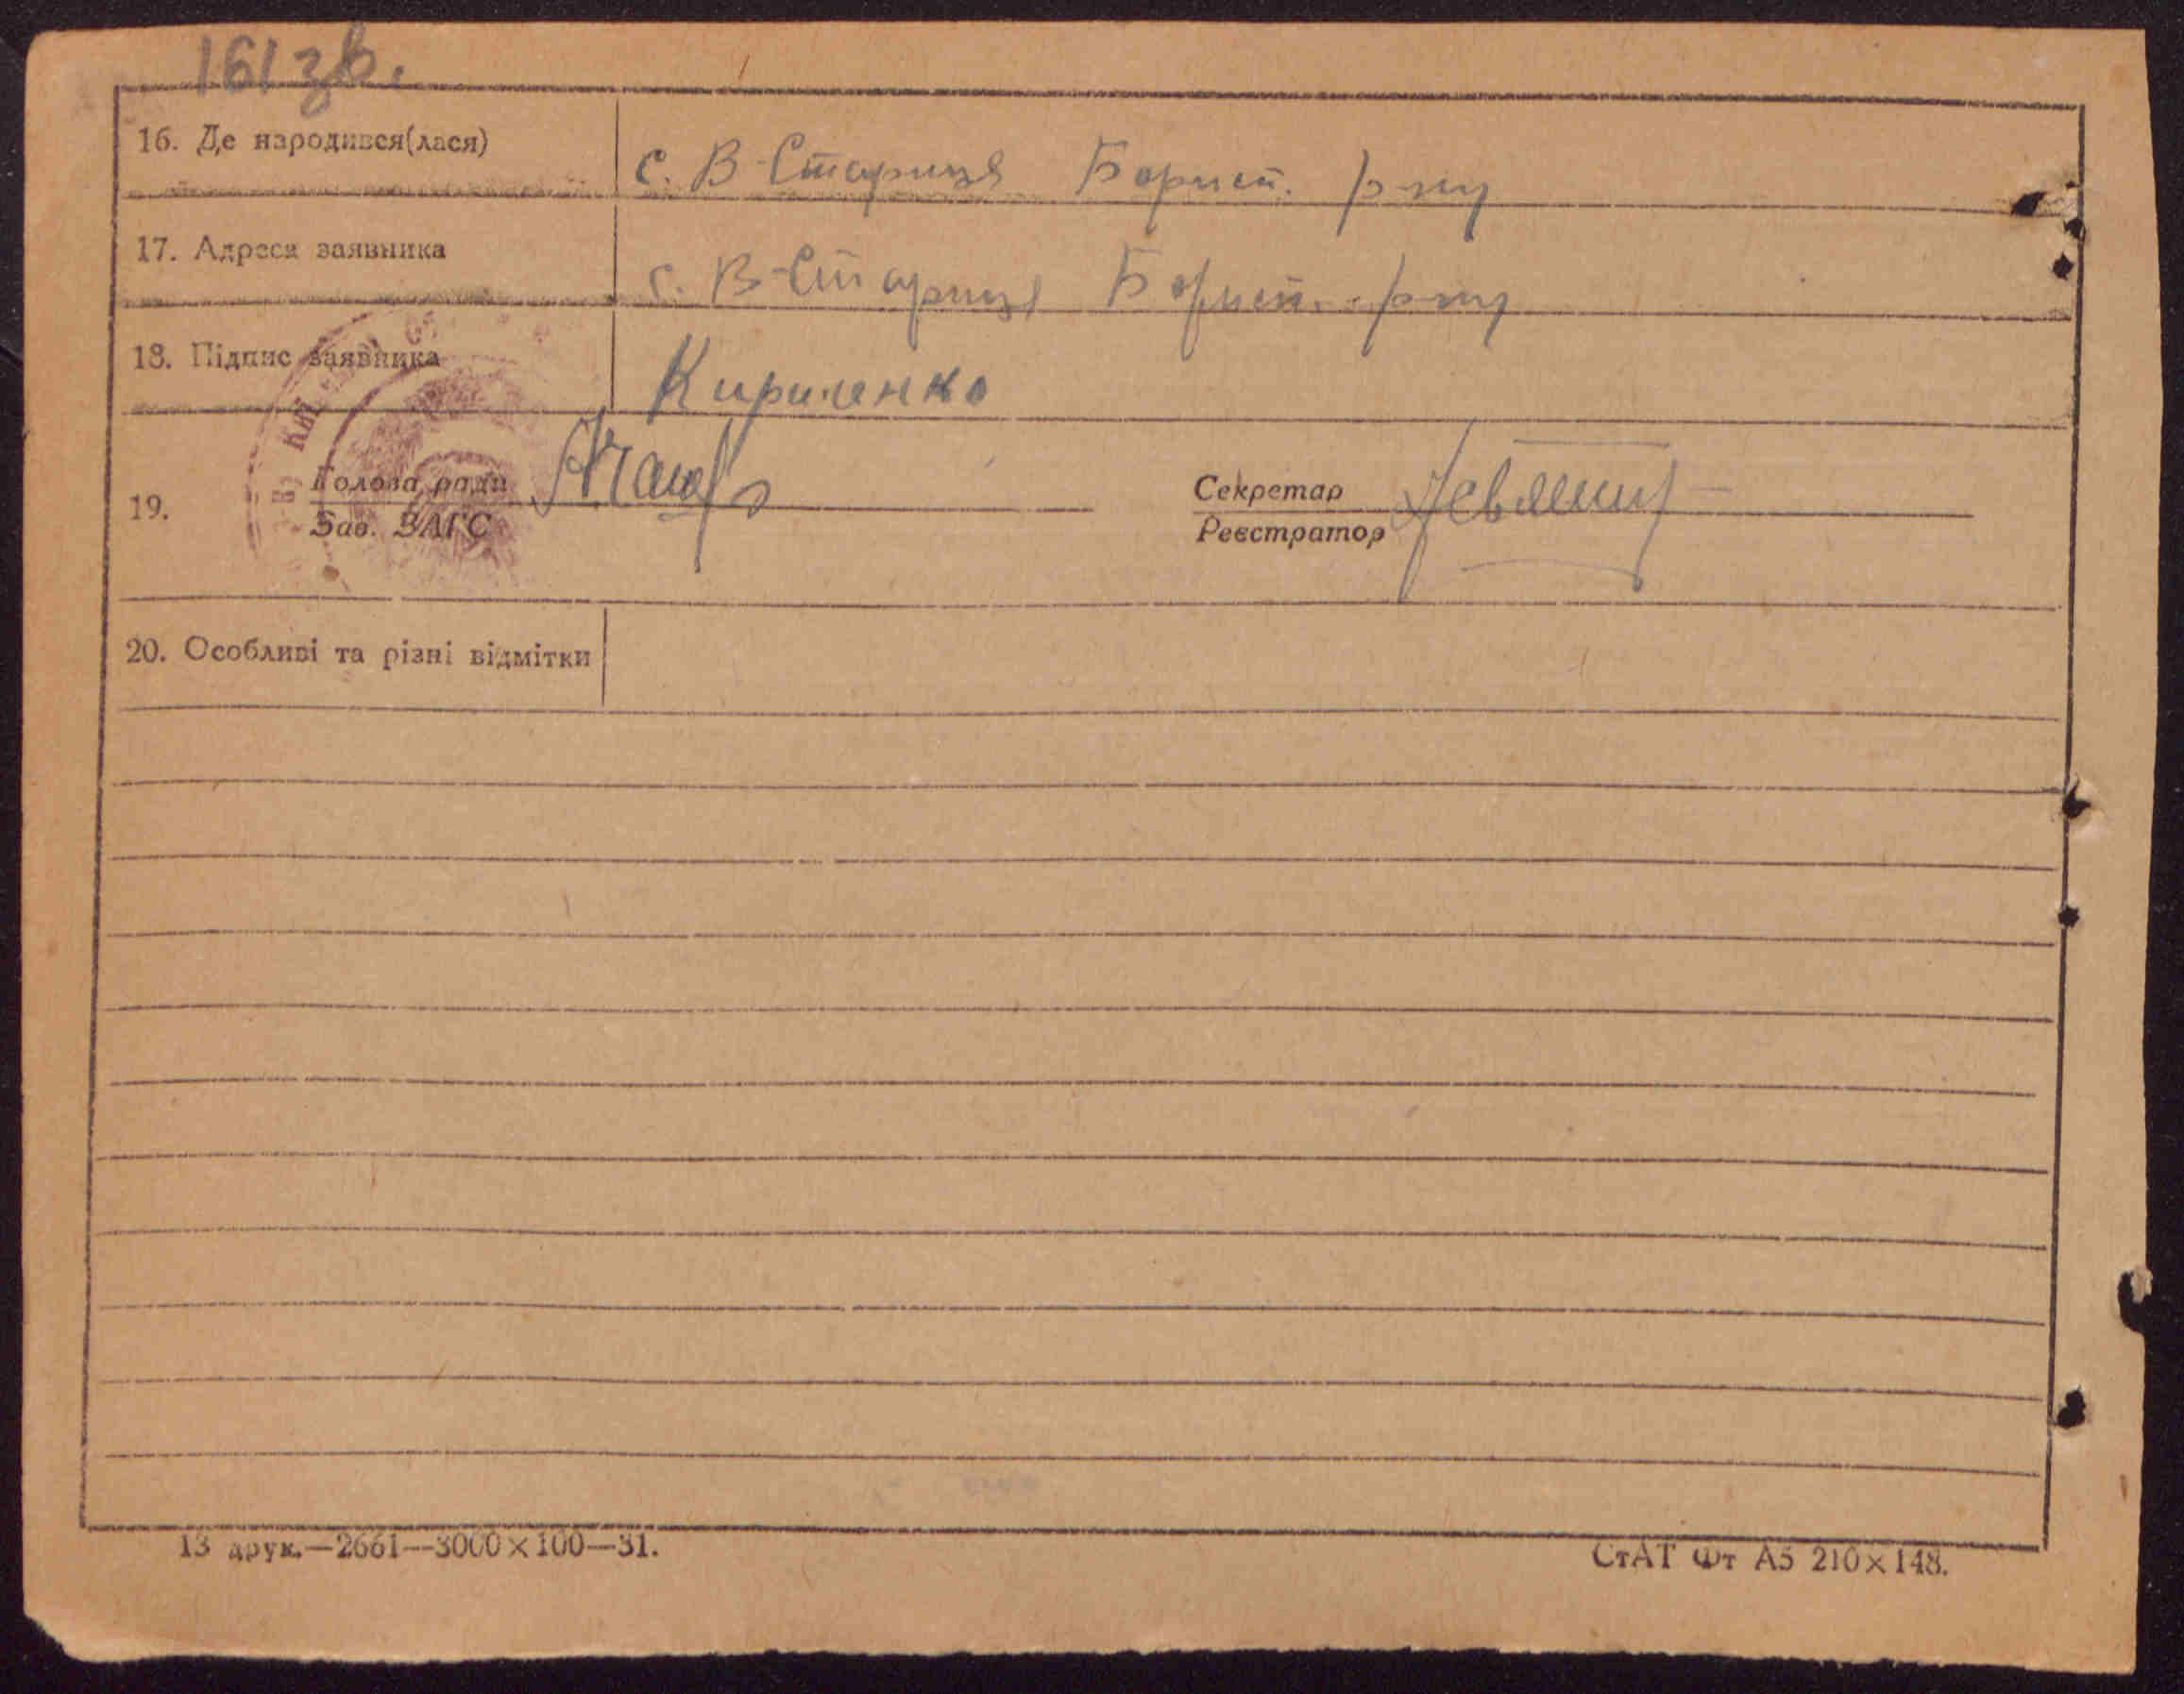 161 зв.
16. Де народився(лася) с. В-Стариця Борисп. р-ну
17. Адреса заявника с. В-Стариця Борисп. р-ну
18. Підпис заявника Кириленко
19. Голова ради Секретар
Зав. ЗАГС Реєстратор
20. Особливі та різні відмітки
13 друк.—2661—3000×100—31. СтАТ Фт А5 210×148.